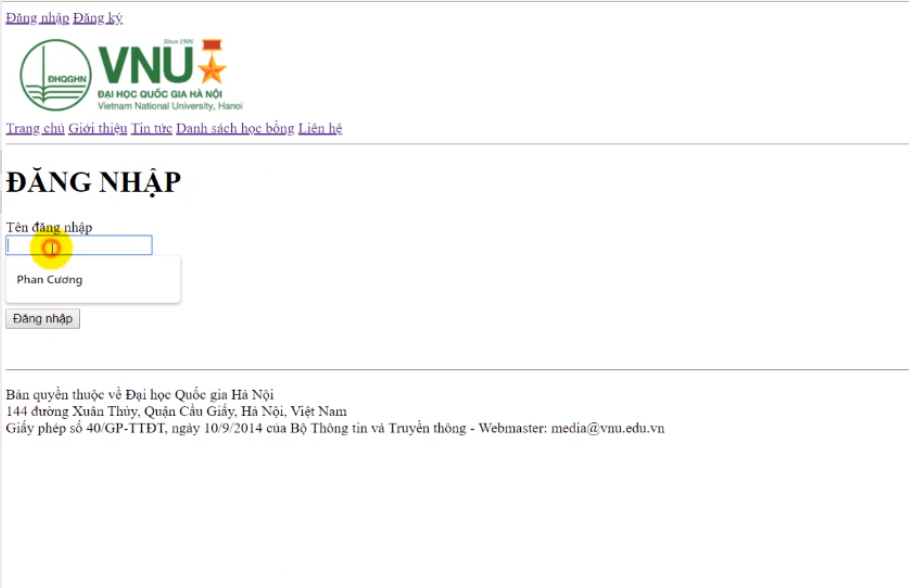 Đăng nhập Đăng ký
Since 1906
ĐHQGHN
VNU
ĐẠI HỌC QUỐC GIA HÀ NỘI
Vietnam National University, Hanoi
Trang chủ Giới thiệu Tin tức Danh sách học bổng Liên hệ
ĐĂNG NHẬP
Tên đăng nhập
Phan Cương
Đăng nhập
Bản quyền thuộc về Đại học Quốc gia Hà Nội
144 đường Xuân Thủy, Quận Cầu Giấy, Hà Nội, Việt Nam
Giấy phép số 40/GP-TTĐT, ngày 10/9/2014 của Bộ Thông tin và Truyền thông - Webmaster: media@vnu.edu.vn